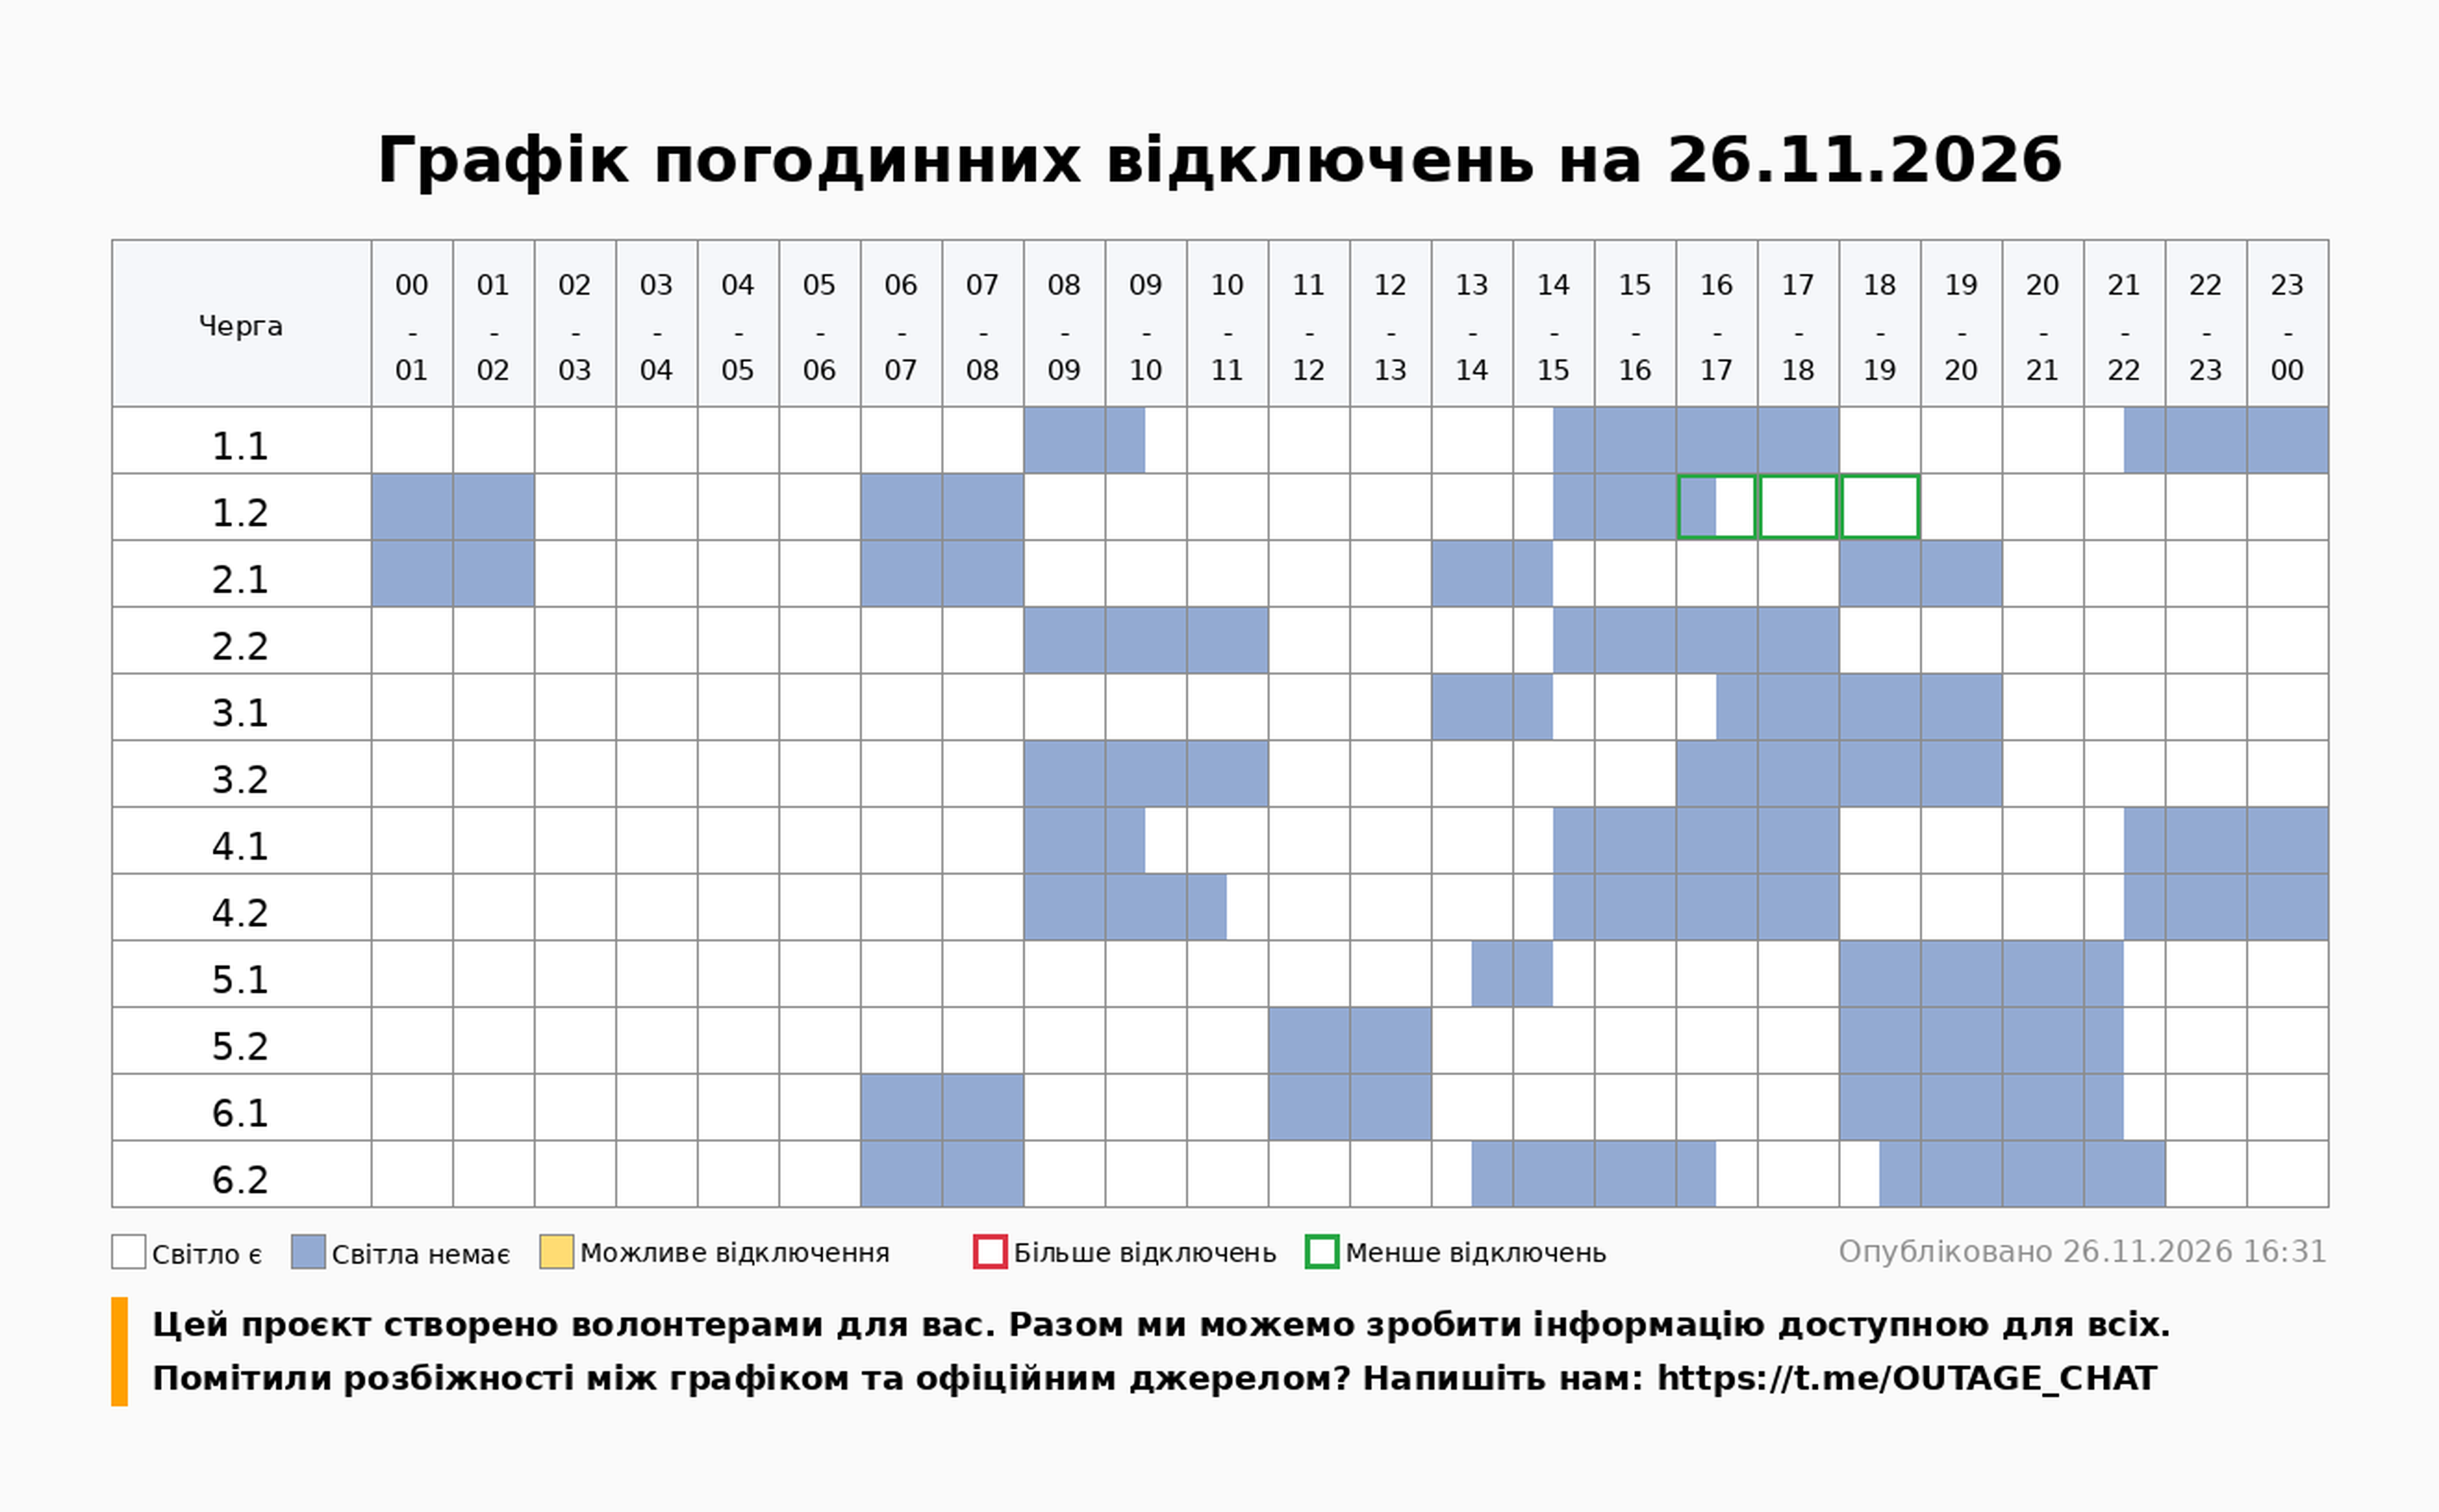 Графік погодинних відключень на 26.11.2026
Черга 00 - 01 01 - 02 02 - 03 03 - 04 04 - 05 05 - 06 06 - 07 07 - 08 08 - 09 09 - 10 10 - 11 11 - 12 12 - 13 13 - 14 14 - 15 15 - 16 16 - 17 17 - 18 18 - 19 19 - 20 20 - 21 21 - 22 22 - 23 23 - 00
1.1
1.2
2.1
2.2
3.1
3.2
4.1
4.2
5.1
5.2
6.1
6.2
Світло є Світла немає Можливе відключення Більше відключень Менше відключень Опубліковано 26.11.2026 16:31
Цей проєкт створено волонтерами для вас. Разом ми можемо зробити інформацію доступною для всіх.
Помітили розбіжності між графіком та офіційним джерелом? Напишіть нам: https://t.me/OUTAGE_CHAT